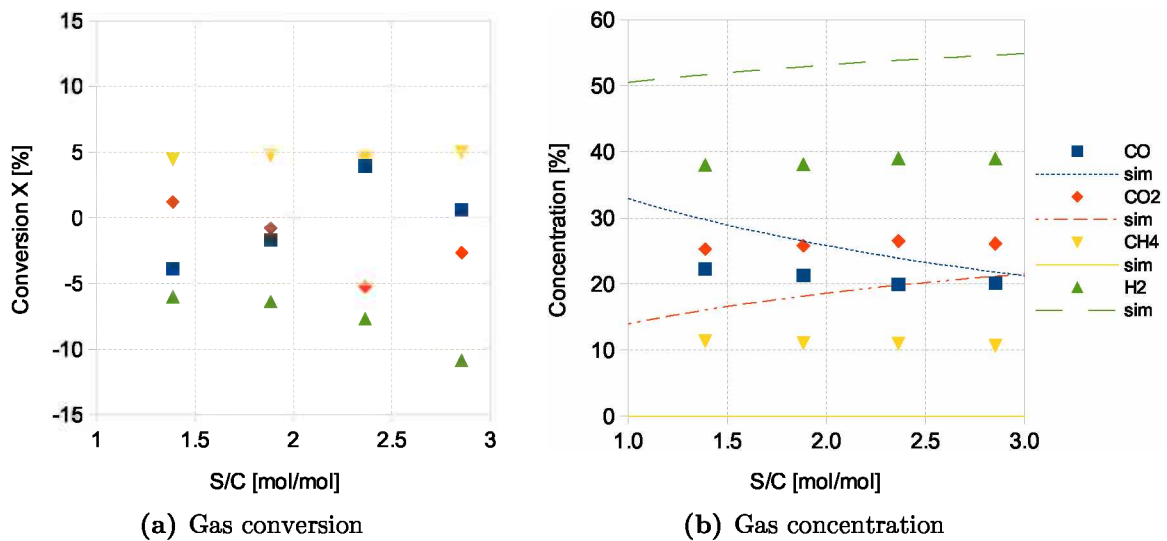 15
10
5
0
-5
-10
-15
1
1.5
2
2.5
3
Conversion X [%]
S/C [mol/mol]
(a) Gas conversion
60
50
40
30
20
10
0
1.0
1.5
2.0
2.5
3.0
Concentration [%]
S/C [mol/mol]
CO
sim
CO2
sim
CH4
sim
H2
sim
(b) Gas concentration